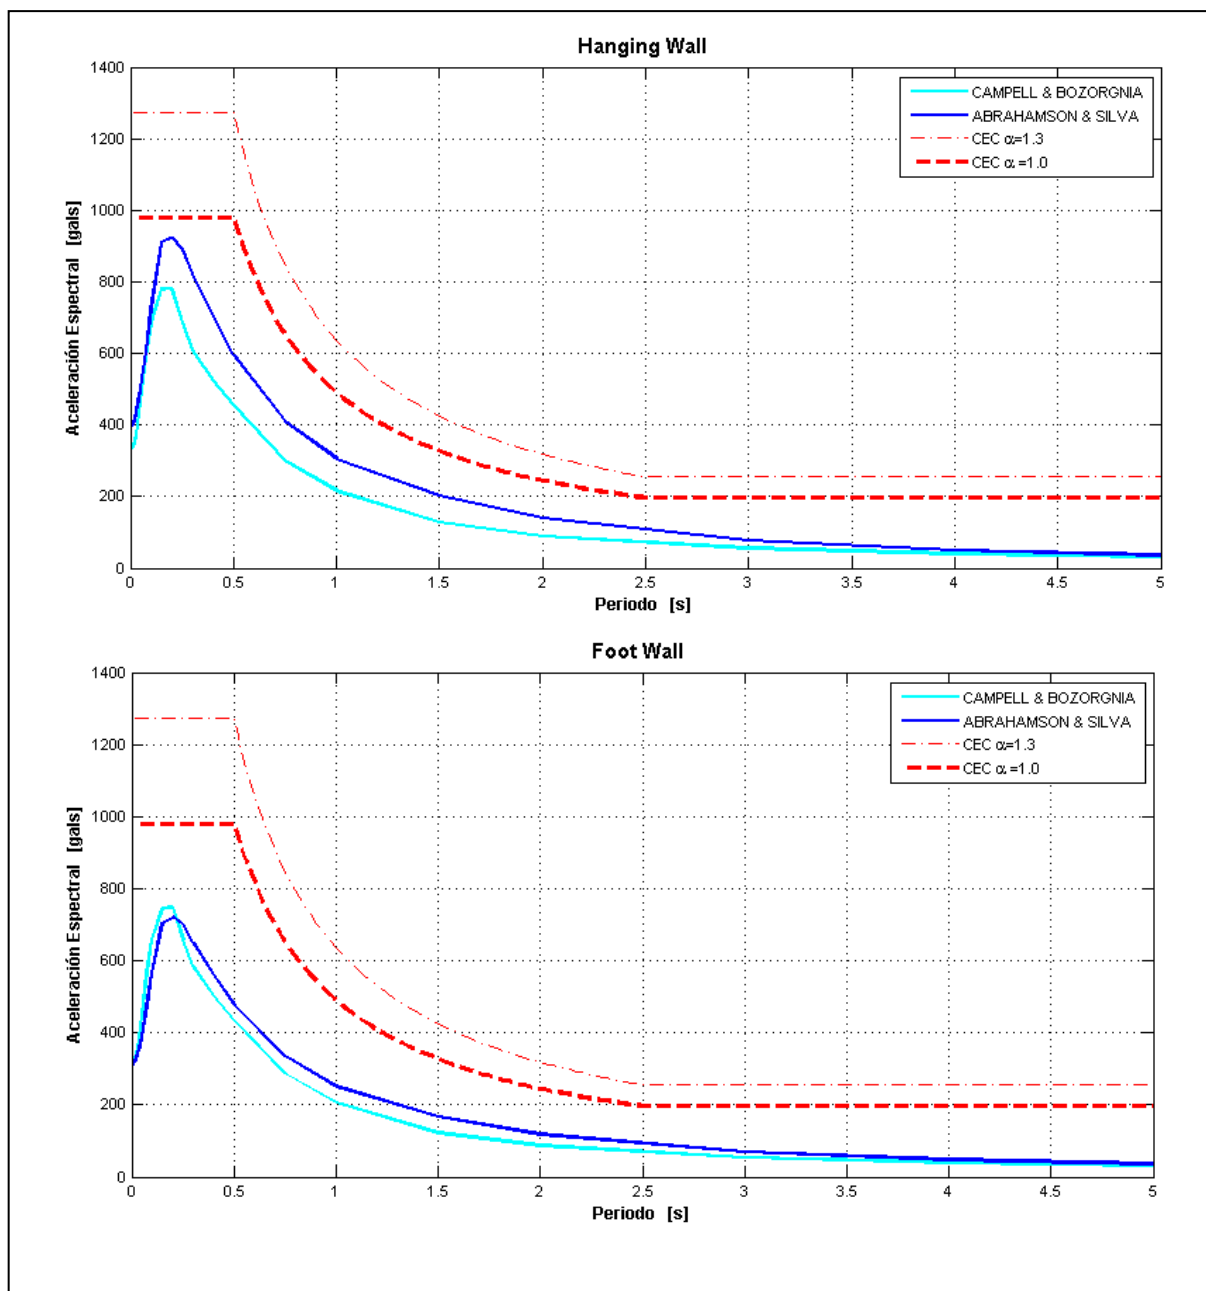 Hanging Wall
1400
1200
1000
800
600
400
200
0
Aceleración Espectral [gals]
CAMPELL & BOZORGNIA
ABRAHAMSON & SILVA
CEC α=1.3
CEC α =1.0
0 0.5 1 1.5 2 2.5 3 3.5 4 4.5 5
Periodo [s]
Foot Wall
1400
1200
1000
800
600
400
200
0
Aceleración Espectral [gals]
CAMPELL & BOZORGNIA
ABRAHAMSON & SILVA
CEC α=1.3
CEC α =1.0
0 0.5 1 1.5 2 2.5 3 3.5 4 4.5 5
Periodo [s]